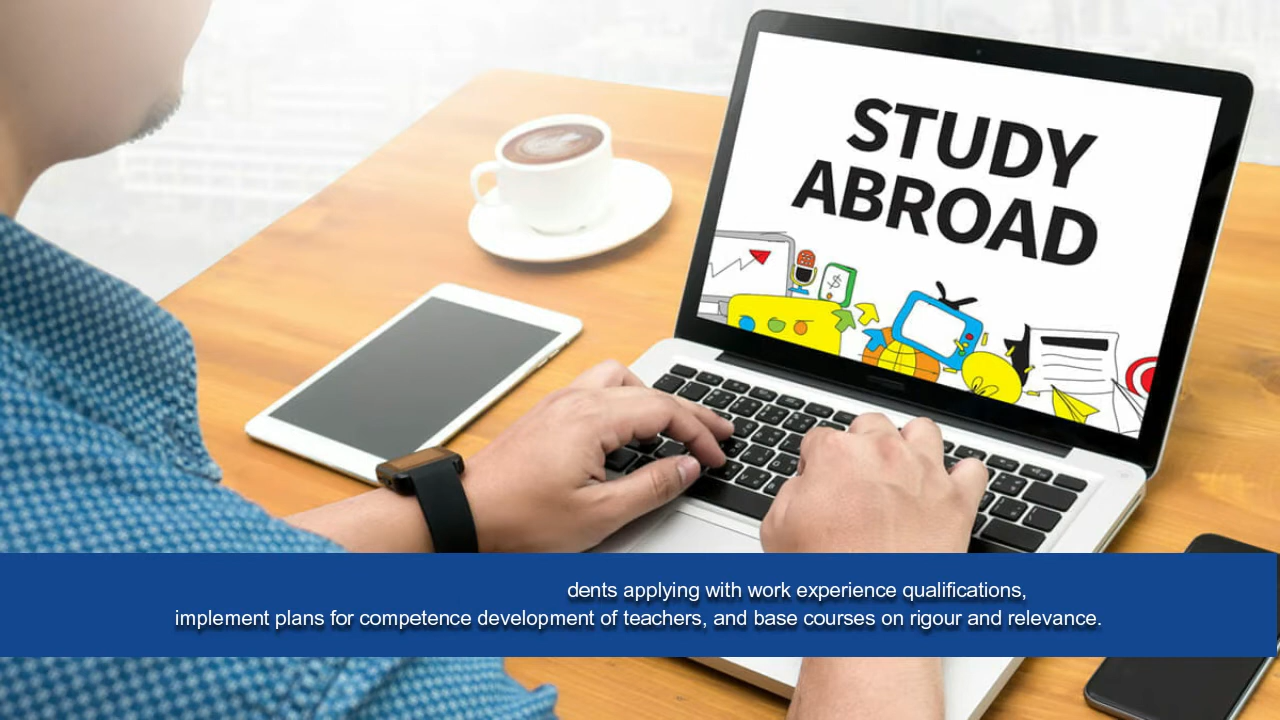 STUDY
ABROAD
dents applying with work experience qualifications,
implement plans for competence development of teachers, and base courses on rigour and relevance.